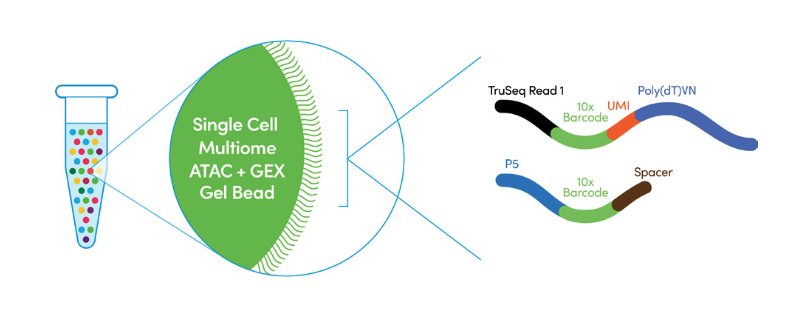 Single Cell
Multiome
ATAC + GEX
Gel Bead
TruSeq Read 1
10x
Barcode
UMI
Poly(dT)VN
P5
10x
Barcode
Spacer